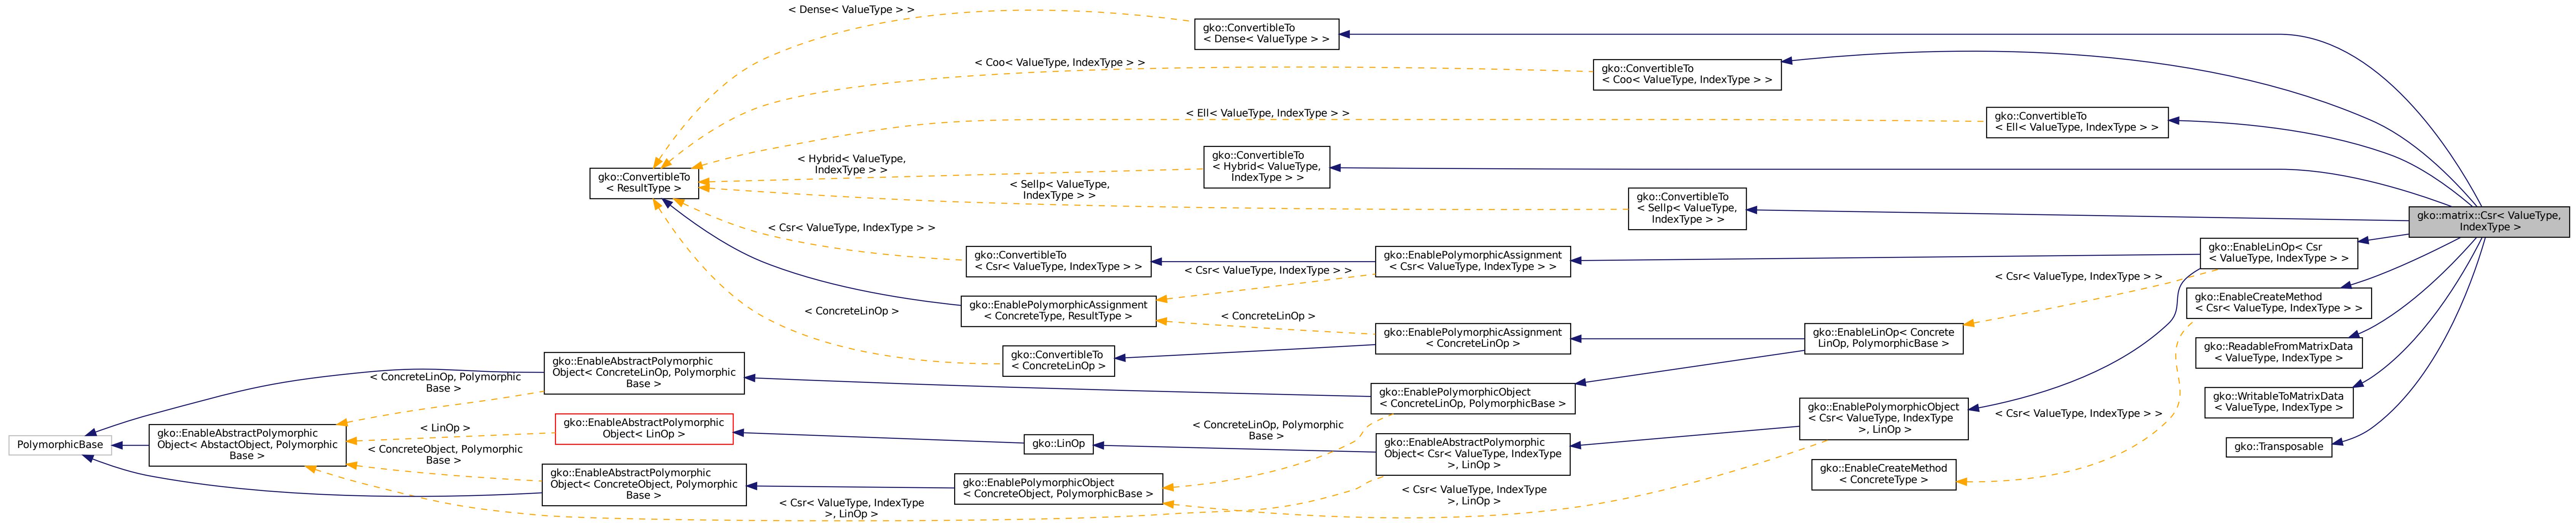 < Dense< ValueType > >
gko::ConvertibleTo
< Dense< ValueType > >
< Coo< ValueType, IndexType > >
gko::ConvertibleTo
< Coo< ValueType, IndexType > >
< Ell< ValueType, IndexType > >
gko::ConvertibleTo
< Ell< ValueType, IndexType > >
< Hybrid< ValueType,
IndexType > >
gko::ConvertibleTo
< Hybrid< ValueType,
IndexType > >
gko::ConvertibleTo
< ResultType >
< Sellp< ValueType,
IndexType > >
gko::ConvertibleTo
< Sellp< ValueType,
IndexType > >
gko::matrix::Csr< ValueType,
IndexType >
< Csr< ValueType, IndexType > >
gko::ConvertibleTo
< Csr< ValueType, IndexType > >
< Csr< ValueType, IndexType > >
gko::EnablePolymorphicAssignment
< Csr< ValueType, IndexType > >
gko::EnableLinOp< Csr
< ValueType, IndexType > >
< Csr< ValueType, IndexType > >
gko::EnablePolymorphicAssignment
< ConcreteType, ResultType >
gko::EnableCreateMethod
< Csr< ValueType, IndexType > >
< ConcreteLinOp >
< ConcreteLinOp >
gko::EnablePolymorphicAssignment
< ConcreteLinOp >
gko::EnableLinOp< Concrete
LinOp, PolymorphicBase >
gko::ConvertibleTo
< ConcreteLinOp >
gko::ReadableFromMatrixData
< ValueType, IndexType >
gko::EnableAbstractPolymorphic
Object< ConcreteLinOp, Polymorphic
Base >
< ConcreteLinOp, Polymorphic
Base >
gko::EnablePolymorphicObject
< ConcreteLinOp, PolymorphicBase >
gko::WritableToMatrixData
< ValueType, IndexType >
gko::EnablePolymorphicObject
< Csr< ValueType, IndexType
>, LinOp >
< Csr< ValueType, IndexType > >
gko::EnableAbstractPolymorphic
Object< LinOp >
< LinOp >
< ConcreteLinOp, Polymorphic
Base >
PolymorphicBase
gko::EnableAbstractPolymorphic
Object< AbstactObject, Polymorphic
Base >
gko::LinOp
gko::EnableAbstractPolymorphic
Object< Csr< ValueType, IndexType
>, LinOp >
gko::Transposable
< ConcreteObject, Polymorphic
Base >
gko::EnableAbstractPolymorphic
Object< ConcreteObject, Polymorphic
Base >
gko::EnablePolymorphicObject
< ConcreteObject, PolymorphicBase >
gko::EnableCreateMethod
< ConcreteType >
< Csr< ValueType, IndexType
>, LinOp >
< Csr< ValueType, IndexType
>, LinOp >